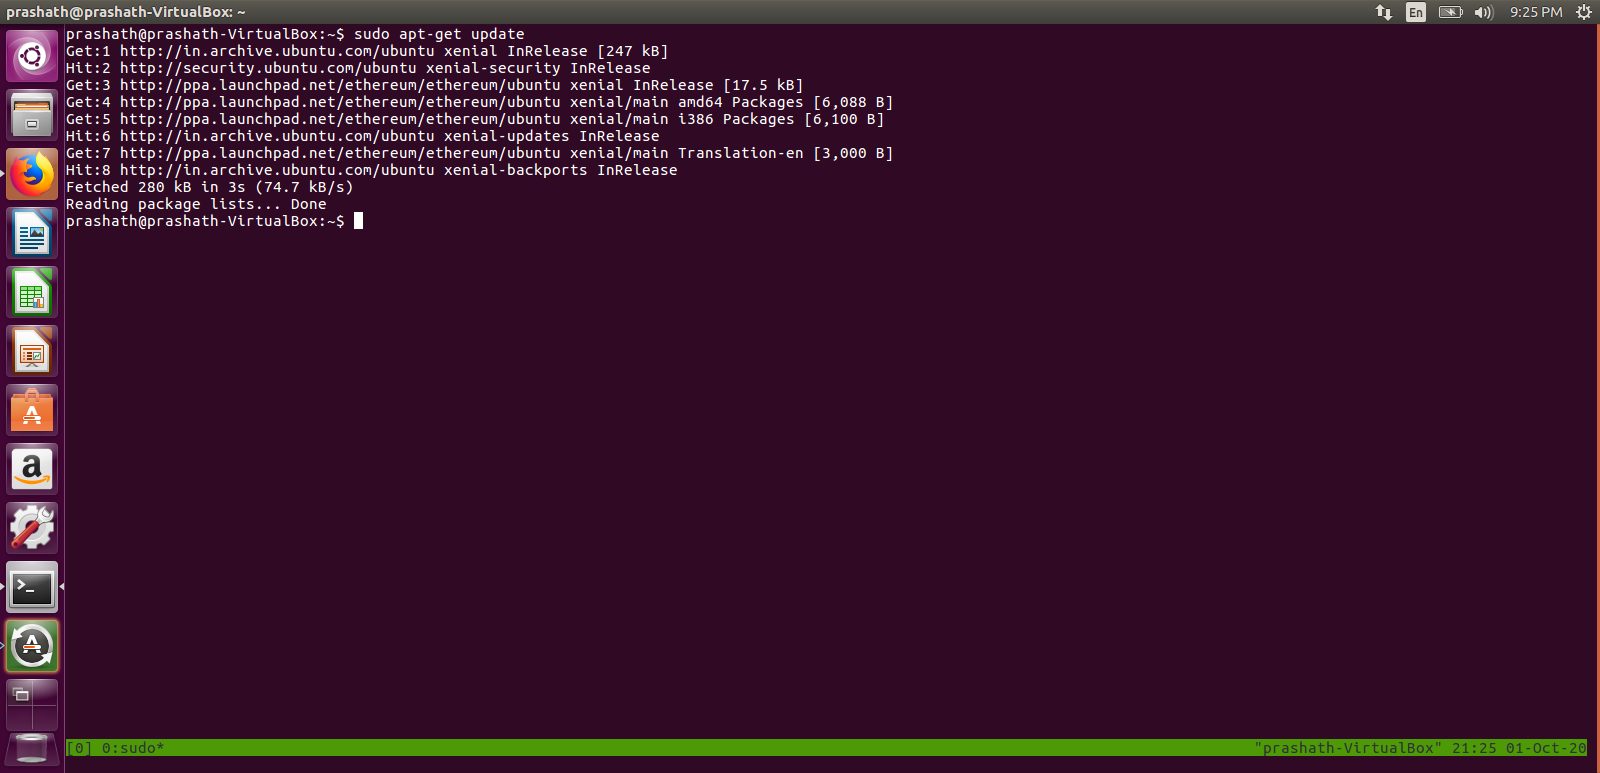 prashath@prashath-VirtualBox: ~
En
9:25 PM
prashath@prashath-VirtualBox:~$ sudo apt-get update
Get:1 http://in.archive.ubuntu.com/ubuntu xenial InRelease [247 kB]
Hit:2 http://security.ubuntu.com/ubuntu xenial-security InRelease
Get:3 http://ppa.launchpad.net/ethereum/ethereum/ubuntu xenial InRelease [17.5 kB]
Get:4 http://ppa.launchpad.net/ethereum/ethereum/ubuntu xenial/main amd64 Packages [6,088 B]
Get:5 http://ppa.launchpad.net/ethereum/ethereum/ubuntu xenial/main i386 Packages [6,100 B]
Hit:6 http://in.archive.ubuntu.com/ubuntu xenial-updates InRelease
Get:7 http://ppa.launchpad.net/ethereum/ethereum/ubuntu xenial/main Translation-en [3,000 B]
Hit:8 http://in.archive.ubuntu.com/ubuntu xenial-backports InRelease
Fetched 280 kB in 3s (74.7 kB/s)
Reading package lists... Done
prashath@prashath-VirtualBox:~$
[0] 0:sudo*
"prashath-VirtualBox" 21:25 01-Oct-20